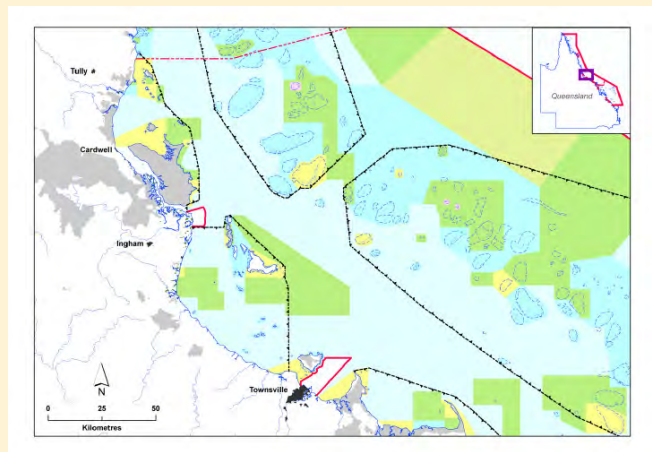 Tully
Queensland
Cardwell
Ingham
Townsville
N
0 25 50
Kilometres